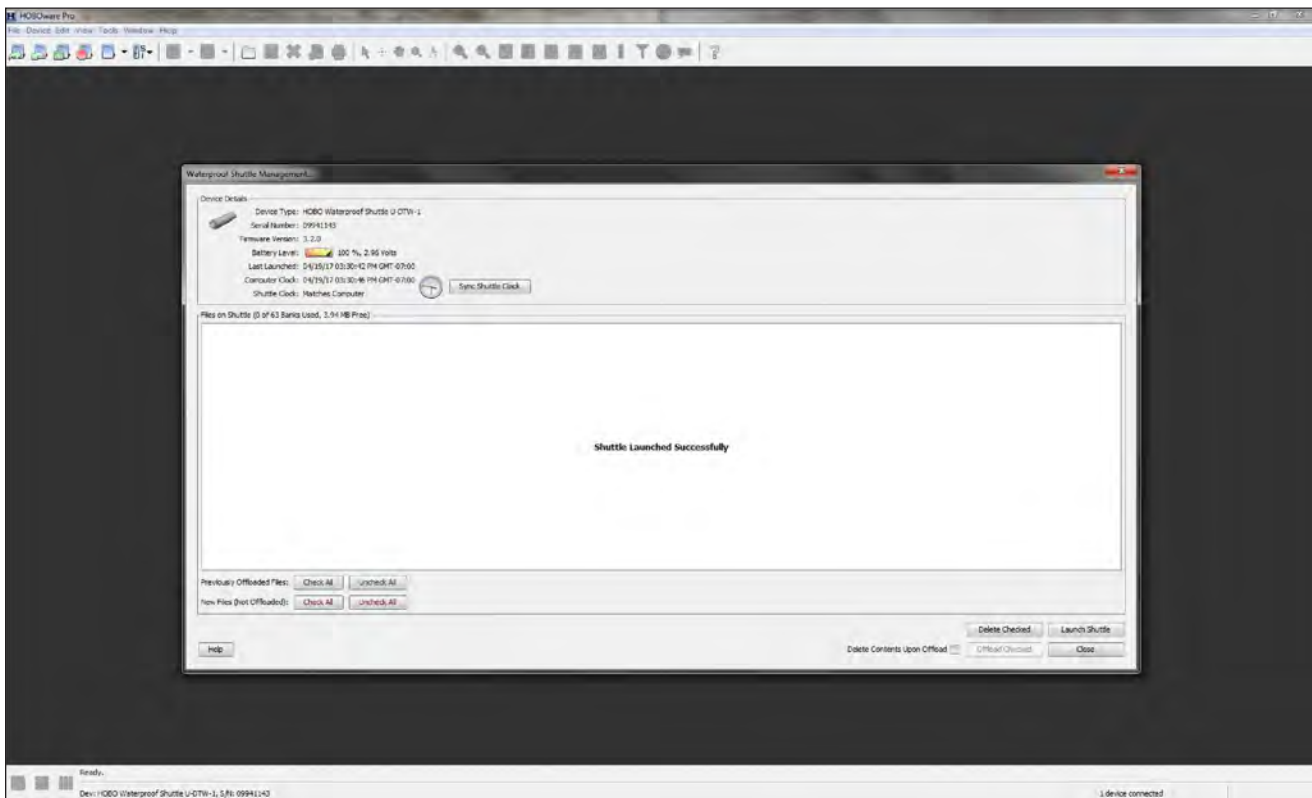 HOBOware Pro
File Device Edit View Tools Window Help
Waterproof Shuttle Management...
Device Details
Device Type: HOBO Waterproof Shuttle U-DTW-1
Serial Number: 09941143
Firmware Version: 3.2.0
Battery Level: 100 %, 2.96 Volts
Last Launched: 04/19/17 03:30:42 PM GMT-07:00
Computer Clock: 04/19/17 03:30:46 PM GMT-07:00
Shuttle Clock: Matches Computer
Sync Shuttle Clock
Files on Shuttle (0 of 63 Banks Used, 3.94 MB Free)
Shuttle Launched Successfully
Previously Offloaded Files: Check All Uncheck All
New Files (Not Offloaded): Check All Uncheck All
Delete Checked Launch Shuttle
Help Delete Contents Upon Offload Offload Checked Close
Ready.
Dev: HOBO Waterproof Shuttle U-DTW-1, S/N: 09941143 1 device connected